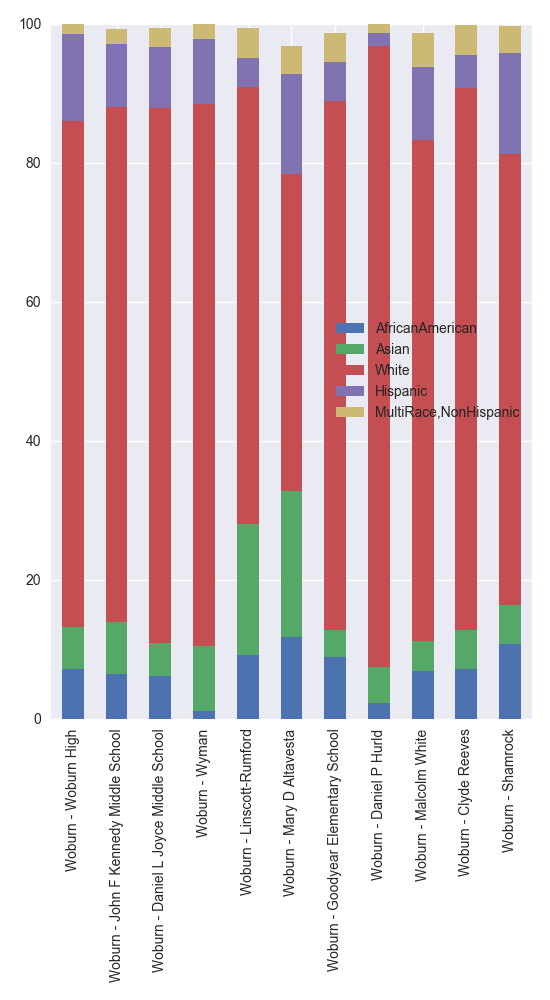 100
80
60
40
20
0
AfricanAmerican
Asian
White
Hispanic
MultiRace,NonHispanic
Woburn - Woburn High
Woburn - John F Kennedy Middle School
Woburn - Daniel L Joyce Middle School
Woburn - Wyman
Woburn - Linscott-Rumford
Woburn - Mary D Altavesta
Woburn - Goodyear Elementary School
Woburn - Daniel P Hurld
Woburn - Malcolm White
Woburn - Clyde Reeves
Woburn - Shamrock